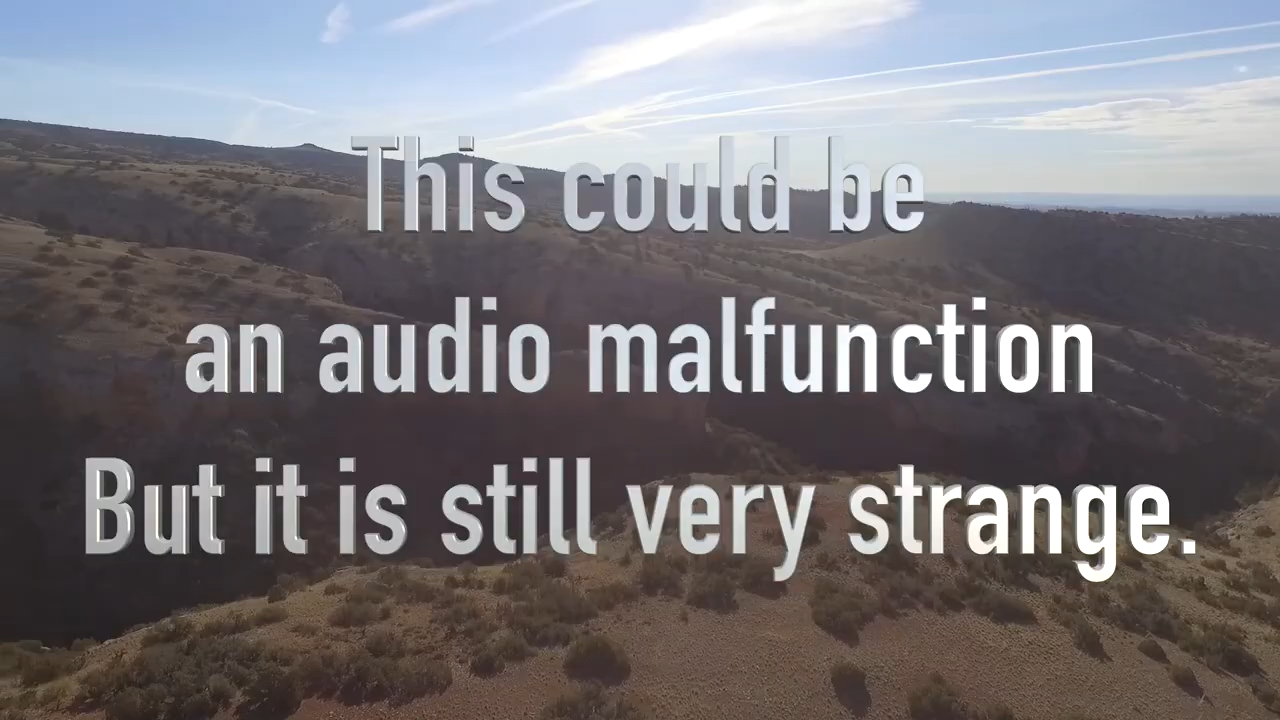 This could be
an audio malfunction
But it is still very strange.